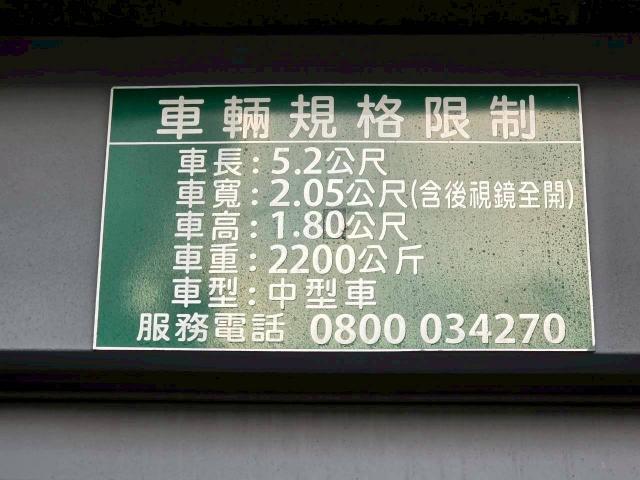 車輛規格限制
車長:5.2公尺
車寬:2.05公尺(含後視鏡全開)
車高:1.80公尺
車重:2200公斤
車型:中型車
服務電話 0800 034270